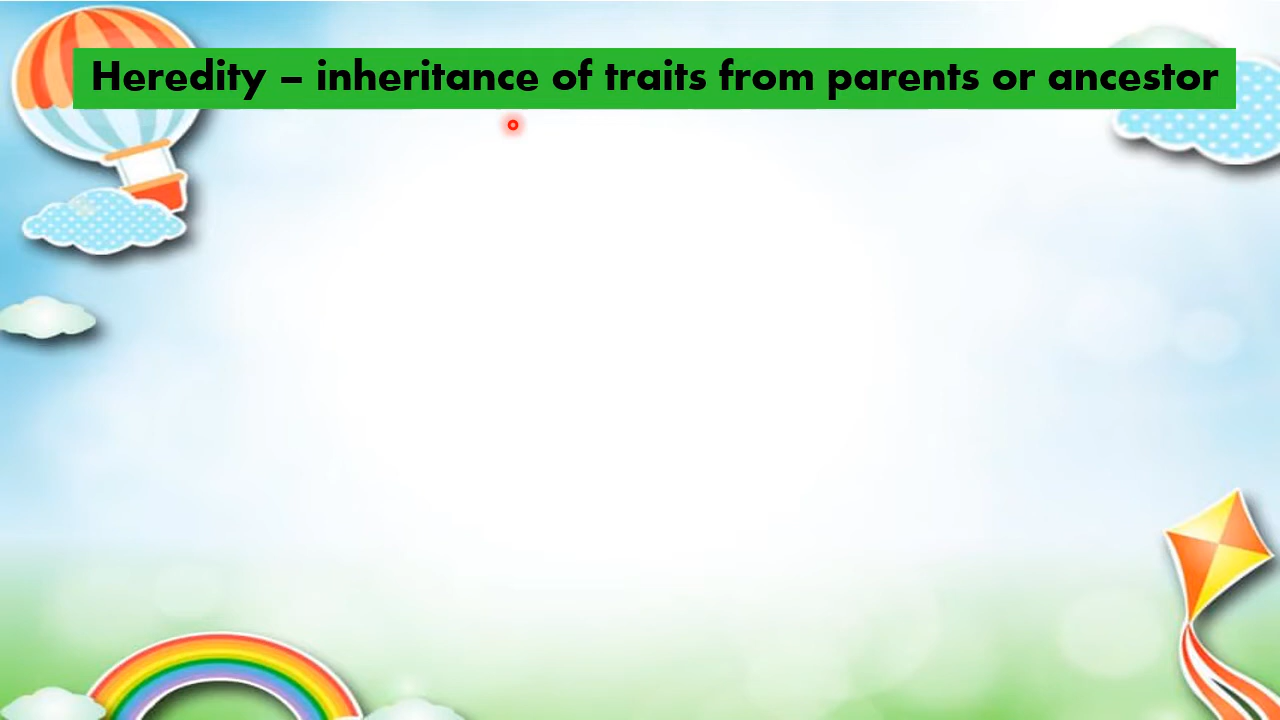 Heredity – inheritance of traits from parents or ancestor